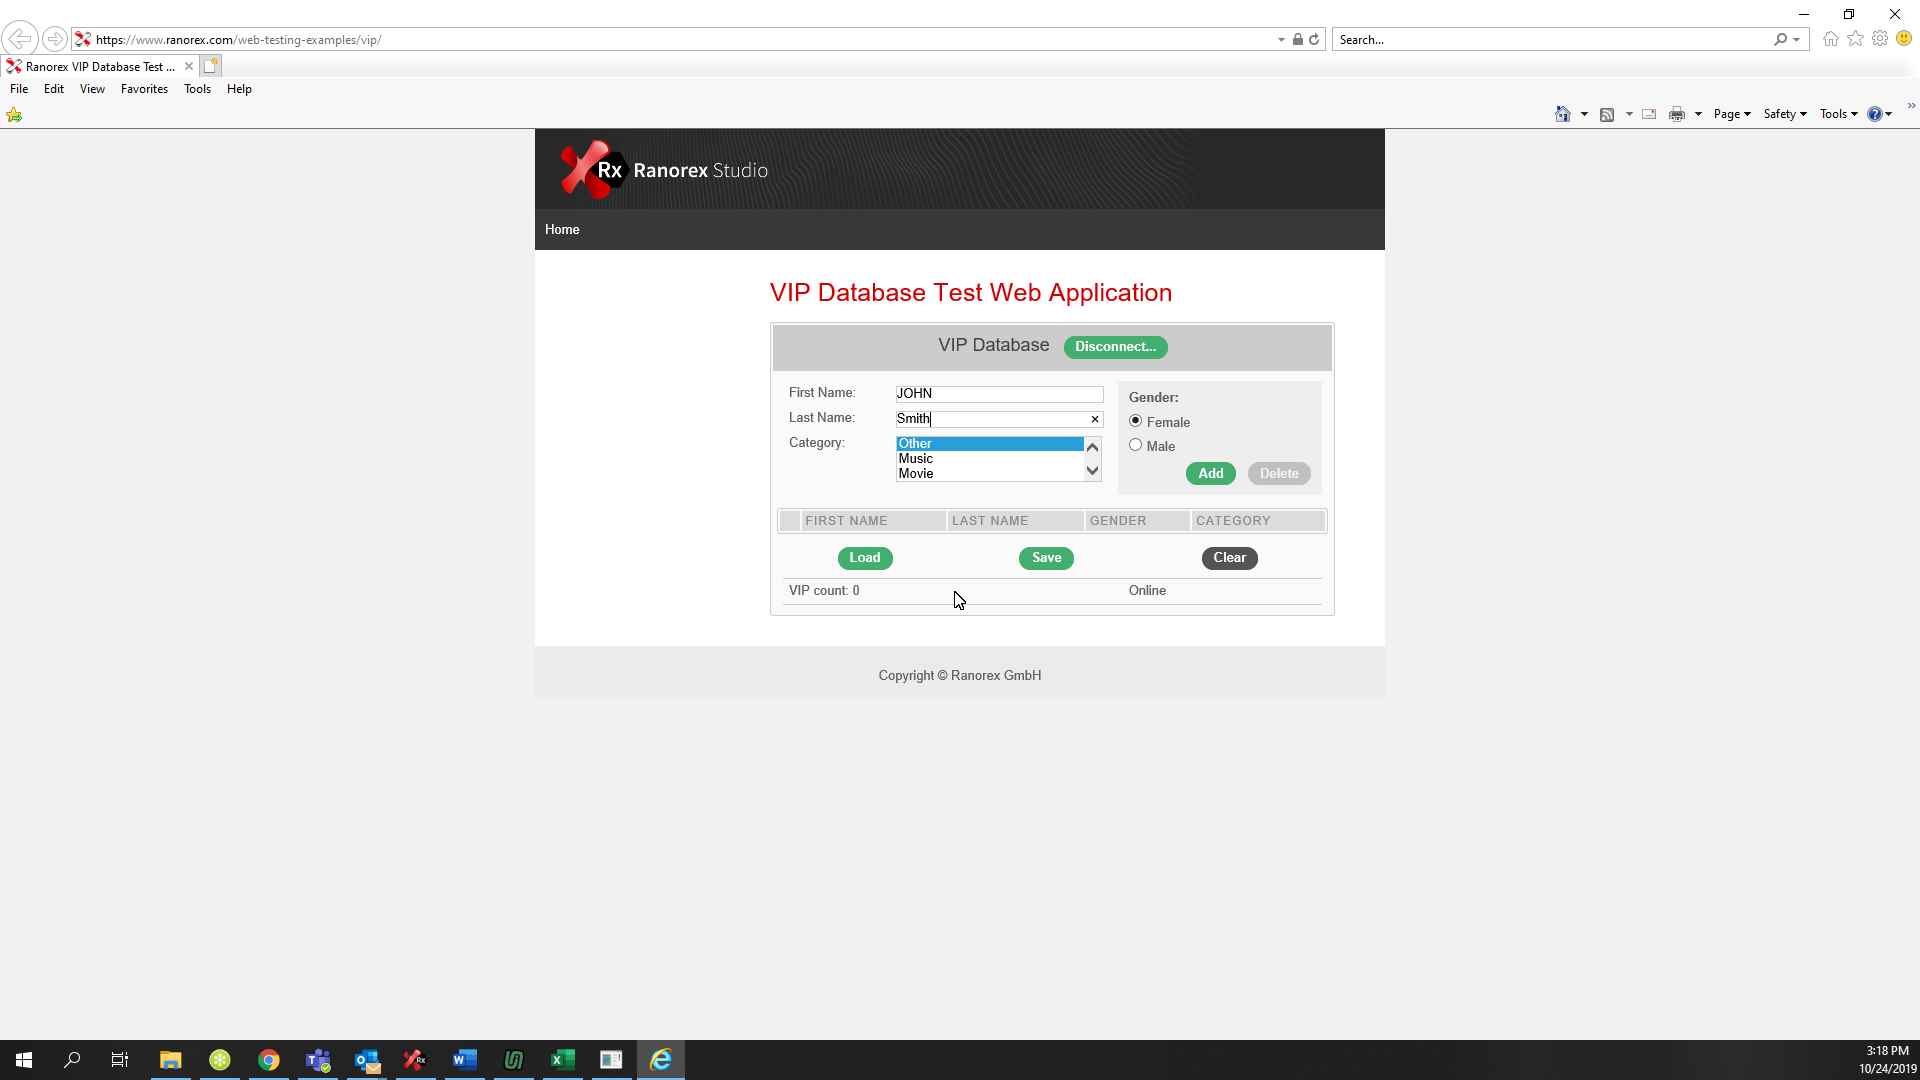 https://www.ranorex.com/web-testing-examples/vip/
Search...
Ranorex VIP Database Test ...
File Edit View Favorites Tools Help
Page Safety Tools
Rx Ranorex Studio
Home
VIP Database Test Web Application
VIP Database Disconnect...
First Name: JOHN
Last Name: Smith
Category: Other
Music
Movie
Gender:
Female
Male
Add Delete
FIRST NAME LAST NAME GENDER CATEGORY
Load Save Clear
VIP count: 0 Online
Copyright © Ranorex GmbH
3:18 PM
10/24/2019